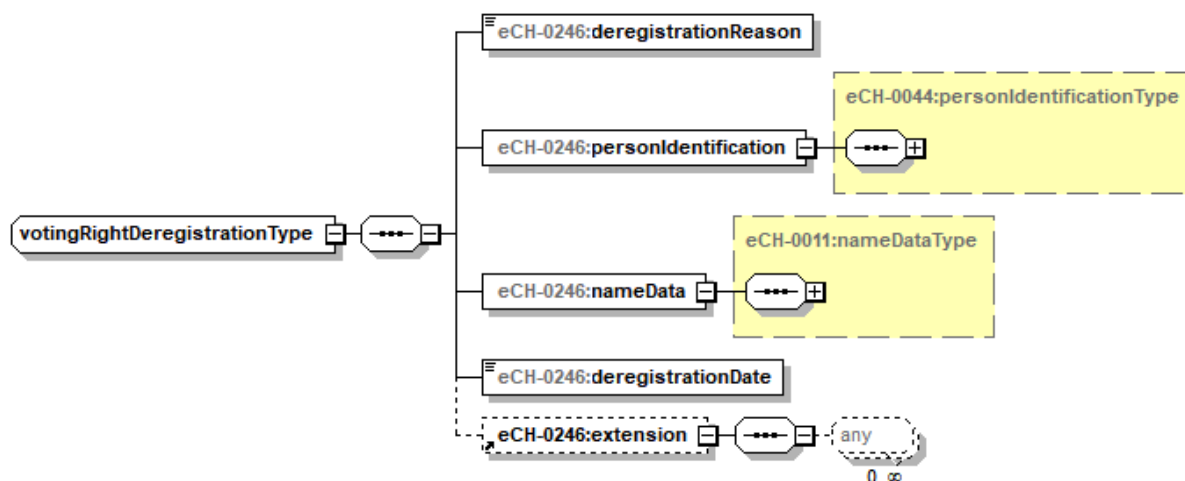 eCH-0246:deregistrationReason
eCH-0044:personIdentificationType
eCH-0246:personIdentification
votingRightDeregistrationType
eCH-0011:nameDataType
eCH-0246:nameData
eCH-0246:deregistrationDate
eCH-0246:extension
any
0..∞